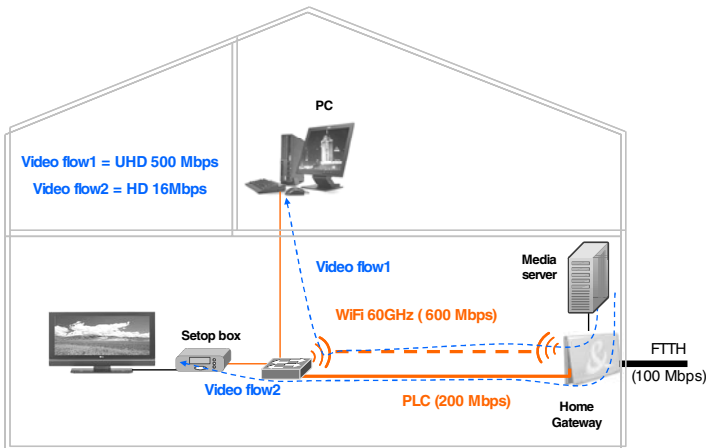 PC
Video flow1 = UHD 500 Mbps
Video flow2 = HD 16Mbps
Video flow1
Media
server
WiFi 60GHz ( 600 Mbps)
Setop box
FTTH
(100 Mbps)
Video flow2
PLC (200 Mbps)
Home
Gateway
&